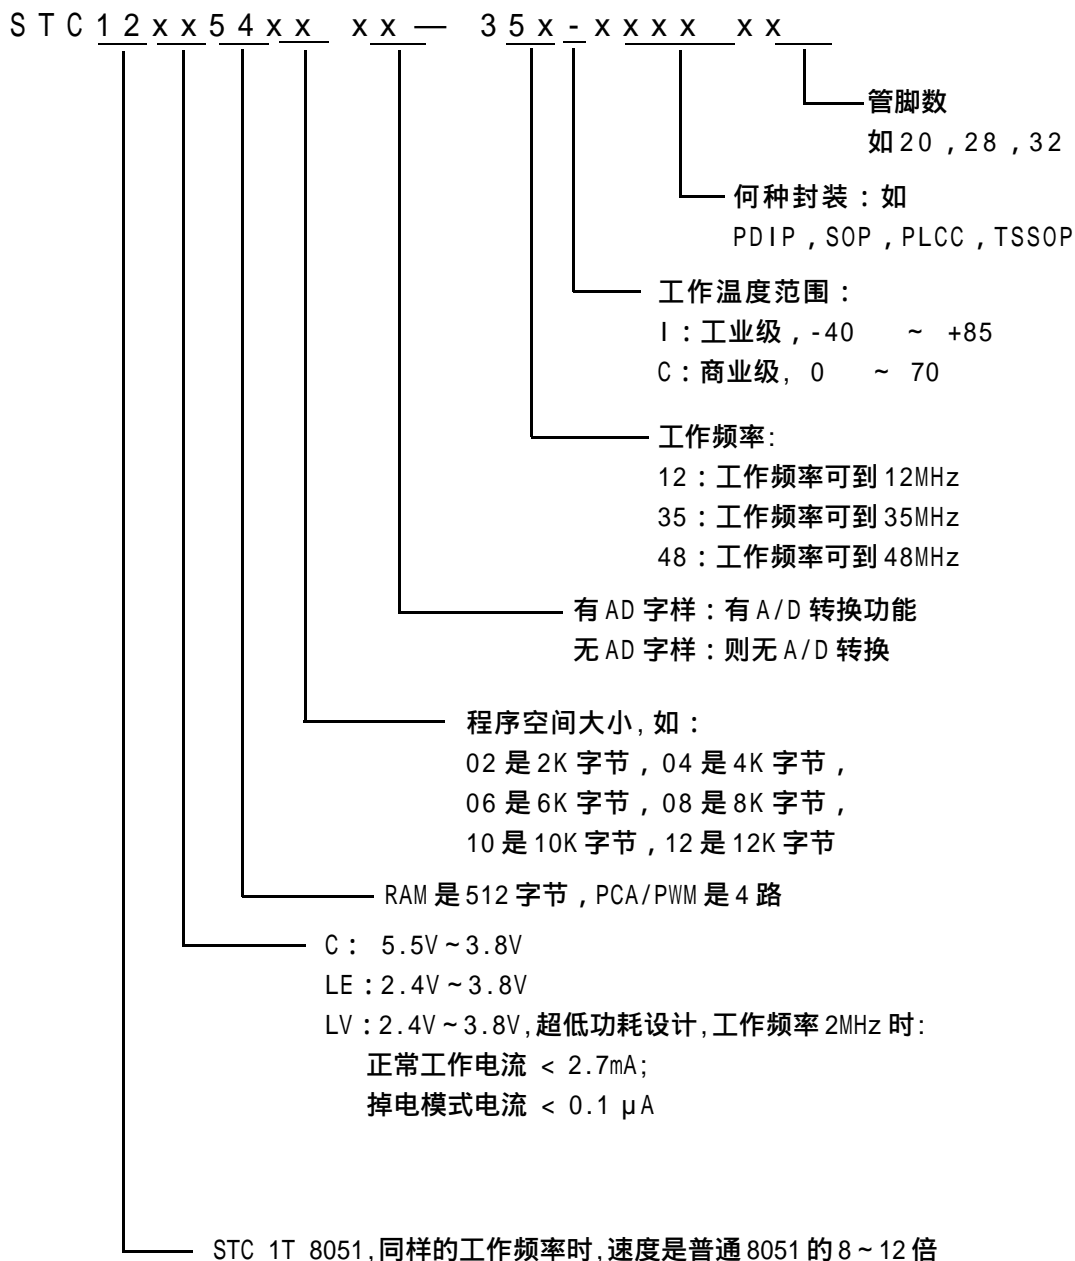 STC12xx54xx xx— 35x-xxxx xx
管脚数
如20,28,32
何种封装:如
PDIP,SOP,PLCC,TSSOP
工作温度范围:
I:工业级,-40 ~ +85
C:商业级, 0 ~ 70
工作频率:
12:工作频率可到12MHz
35:工作频率可到35MHz
48:工作频率可到48MHz
有AD字样:有A/D转换功能
无AD字样:则无A/D转换
程序空间大小,如:
02是2K字节,04是4K字节,
06是6K字节,08是8K字节,
10是10K字节,12是12K字节
RAM是512字节,PCA/PWM是4路
C: 5.5V~3.8V
LE:2.4V~3.8V
LV:2.4V~3.8V,超低功耗设计,工作频率2MHz时:
正常工作电流 < 2.7mA;
掉电模式电流 < 0.1 μA
STC 1T 8051,同样的工作频率时,速度是普通8051的8~12倍